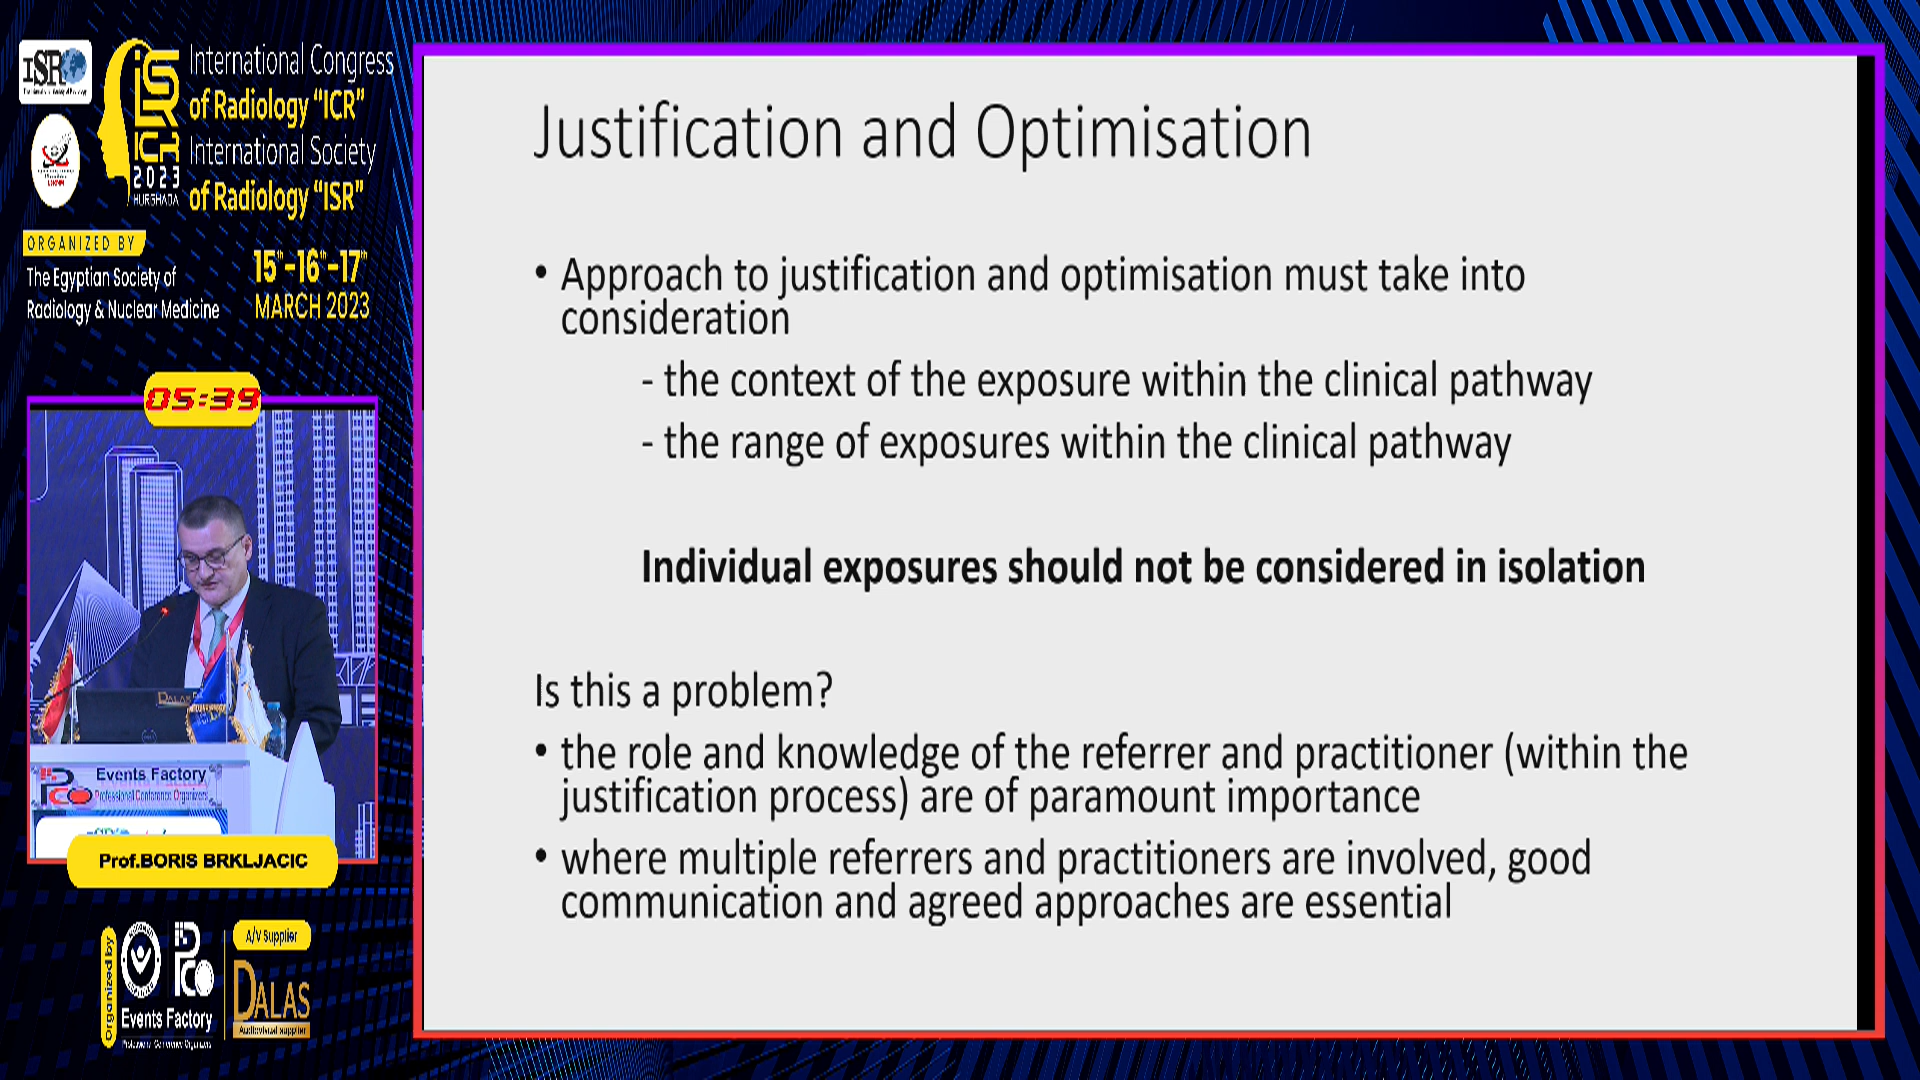 ISR
iSR
ICR
2023
HURGHADA
International Congress
of Radiology “ICR”
International Society
of Radiology “ISR”
ORGANIZED BY
The Egyptian Society of
Radiology & Nuclear Medicine
15th-16th-17th
MARCH 2023
05:39
DALAS
Events Factory
Professional Conference Organizers
Prof.BORIS BRKLJACIC
Organized by
Events Factory
A/V Supplier
DALAS
Audiovisual supplier
Justification and Optimisation
• Approach to justification and optimisation must take into
consideration
- the context of the exposure within the clinical pathway
- the range of exposures within the clinical pathway
Individual exposures should not be considered in isolation
Is this a problem?
• the role and knowledge of the referrer and practitioner (within the
justification process) are of paramount importance
• where multiple referrers and practitioners are involved, good
communication and agreed approaches are essential